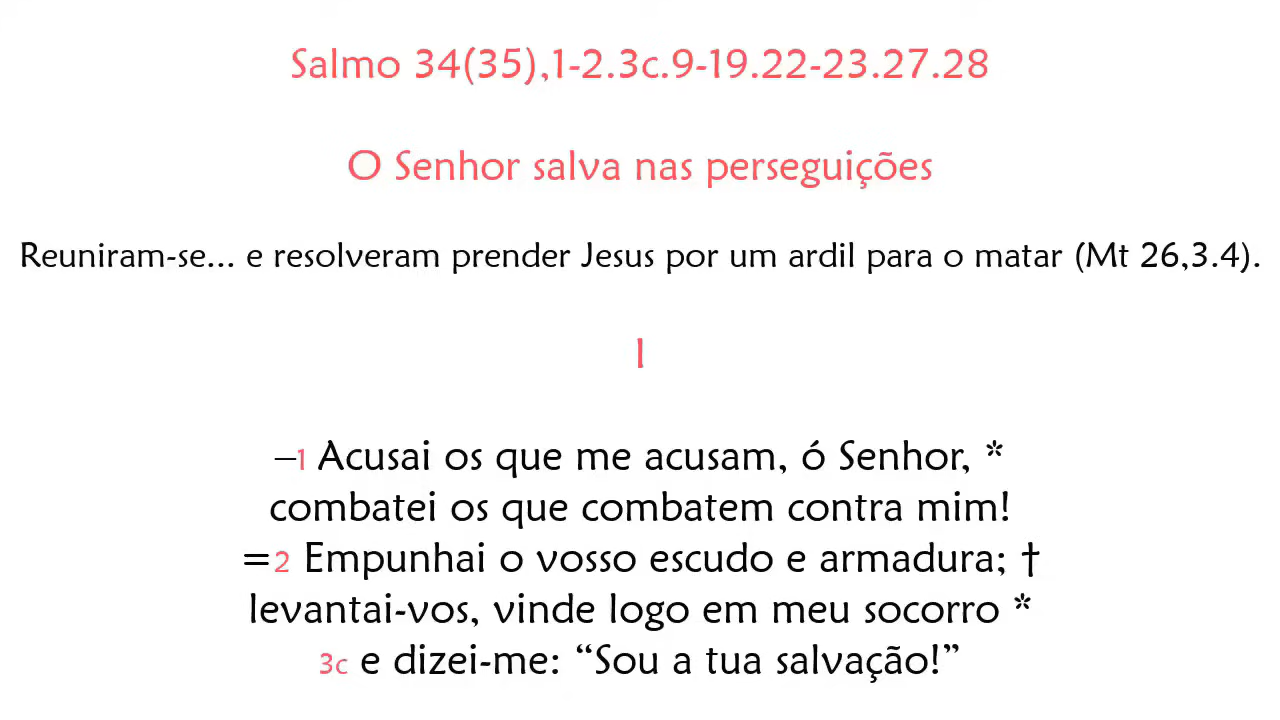 Salmo 34(35),1-2.3c.9-19.22-23.27.28
O Senhor salva nas perseguições
Reuniram-se... e resolveram prender Jesus por um ardil para o matar (Mt 26,3.4).
I
–1 Acusai os que me acusam, ó Senhor, *
combatei os que combatem contra mim!
=2 Empunhai o vosso escudo e armadura; †
levantai-vos, vinde logo em meu socorro *
3c e dizei-me: “Sou a tua salvação!”